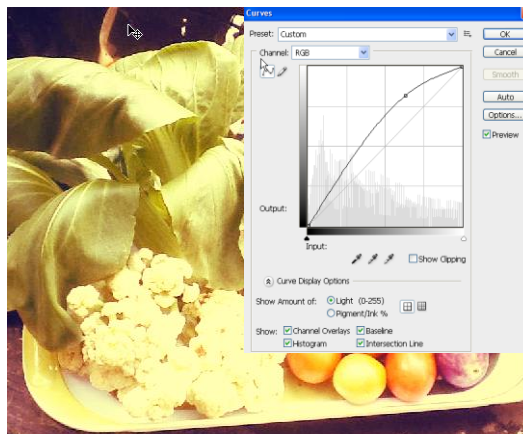 Curves
Preset: Custom
OK
Channel: RGB
Cancel
Smooth
Auto
Options...
Preview
Output:
Input:
Show Clipping
Curve Display Options
Show Amount of: Light (0-255)
Pigment/Ink %
Show: Channel Overlays Baseline
Histogram Intersection Line